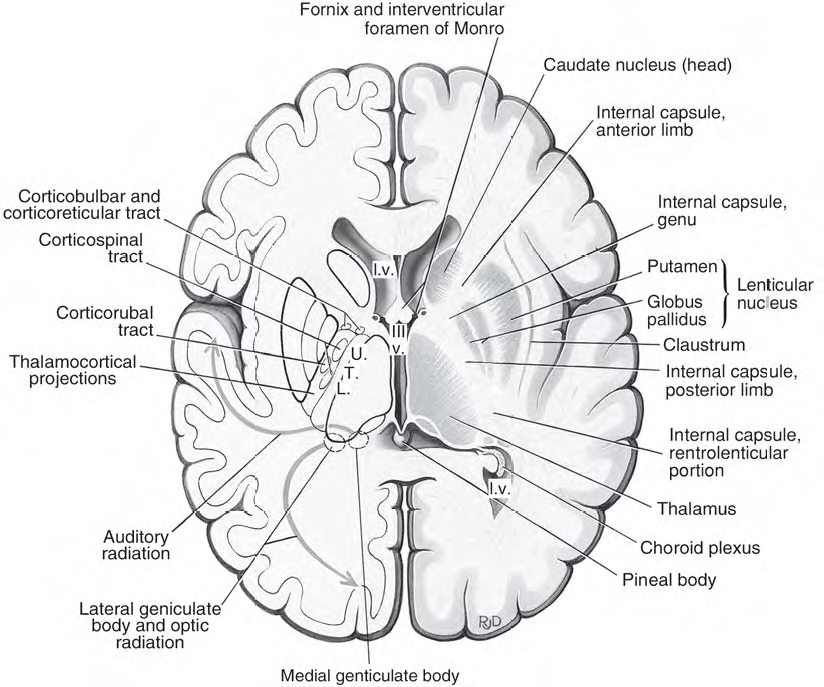 Fornix and interventricular
foramen of Monro
Caudate nucleus (head)
Internal capsule,
anterior limb
Internal capsule,
genu
Putamen
Globus
pallidus
Lenticular
nucleus
Claustrum
Internal capsule,
posterior limb
Internal capsule,
rentrolenticular
portion
Thalamus
Choroid plexus
Pineal body
Corticobulbar and
corticoreticular tract
Corticospinal
tract
Corticorubal
tract
Thalamocortical
projections
Auditory
radiation
Lateral geniculate
body and optic
radiation
Medial genticulate body
l.v.
III
v.
U.
T.
L.
l.v.
RJD